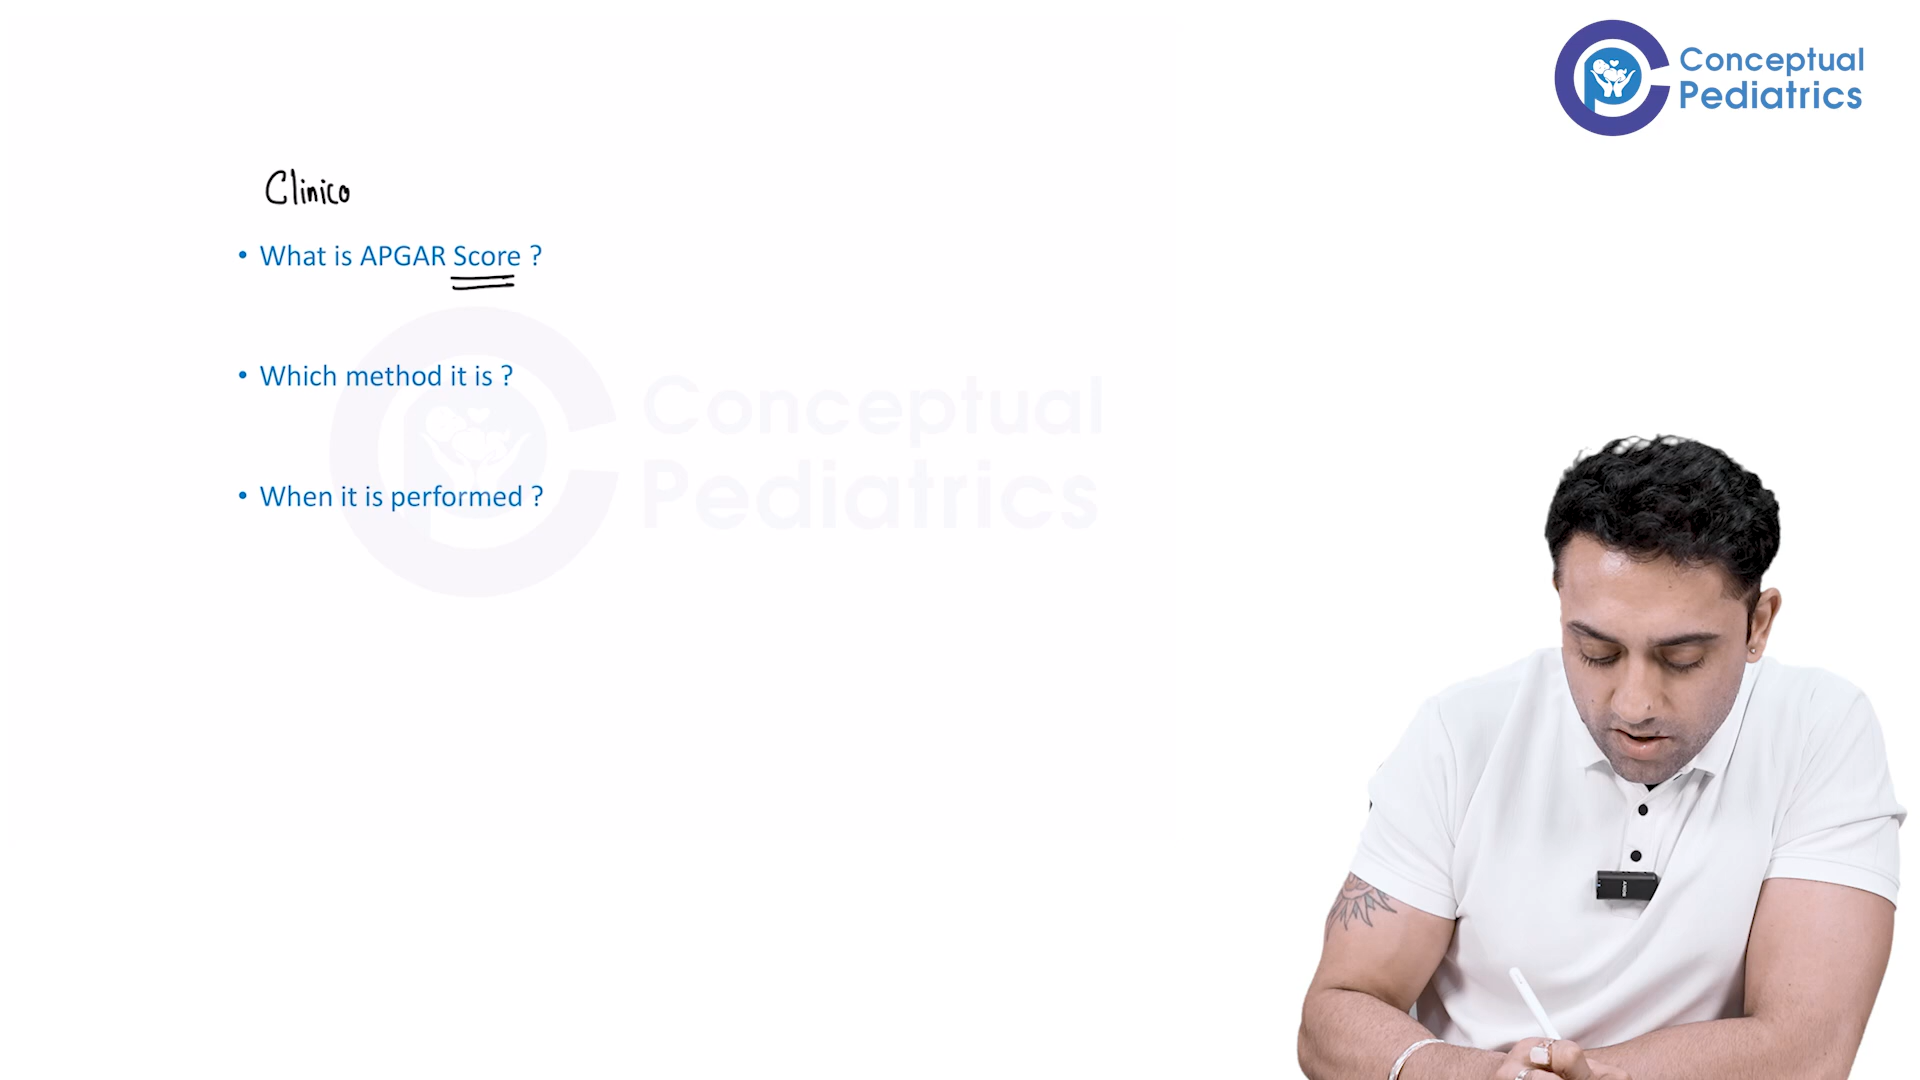 Conceptual
Pediatrics
Clinico
• What is APGAR Score ?
• Which method it is ?
Conceptual
Pediatrics
• When it is performed ?